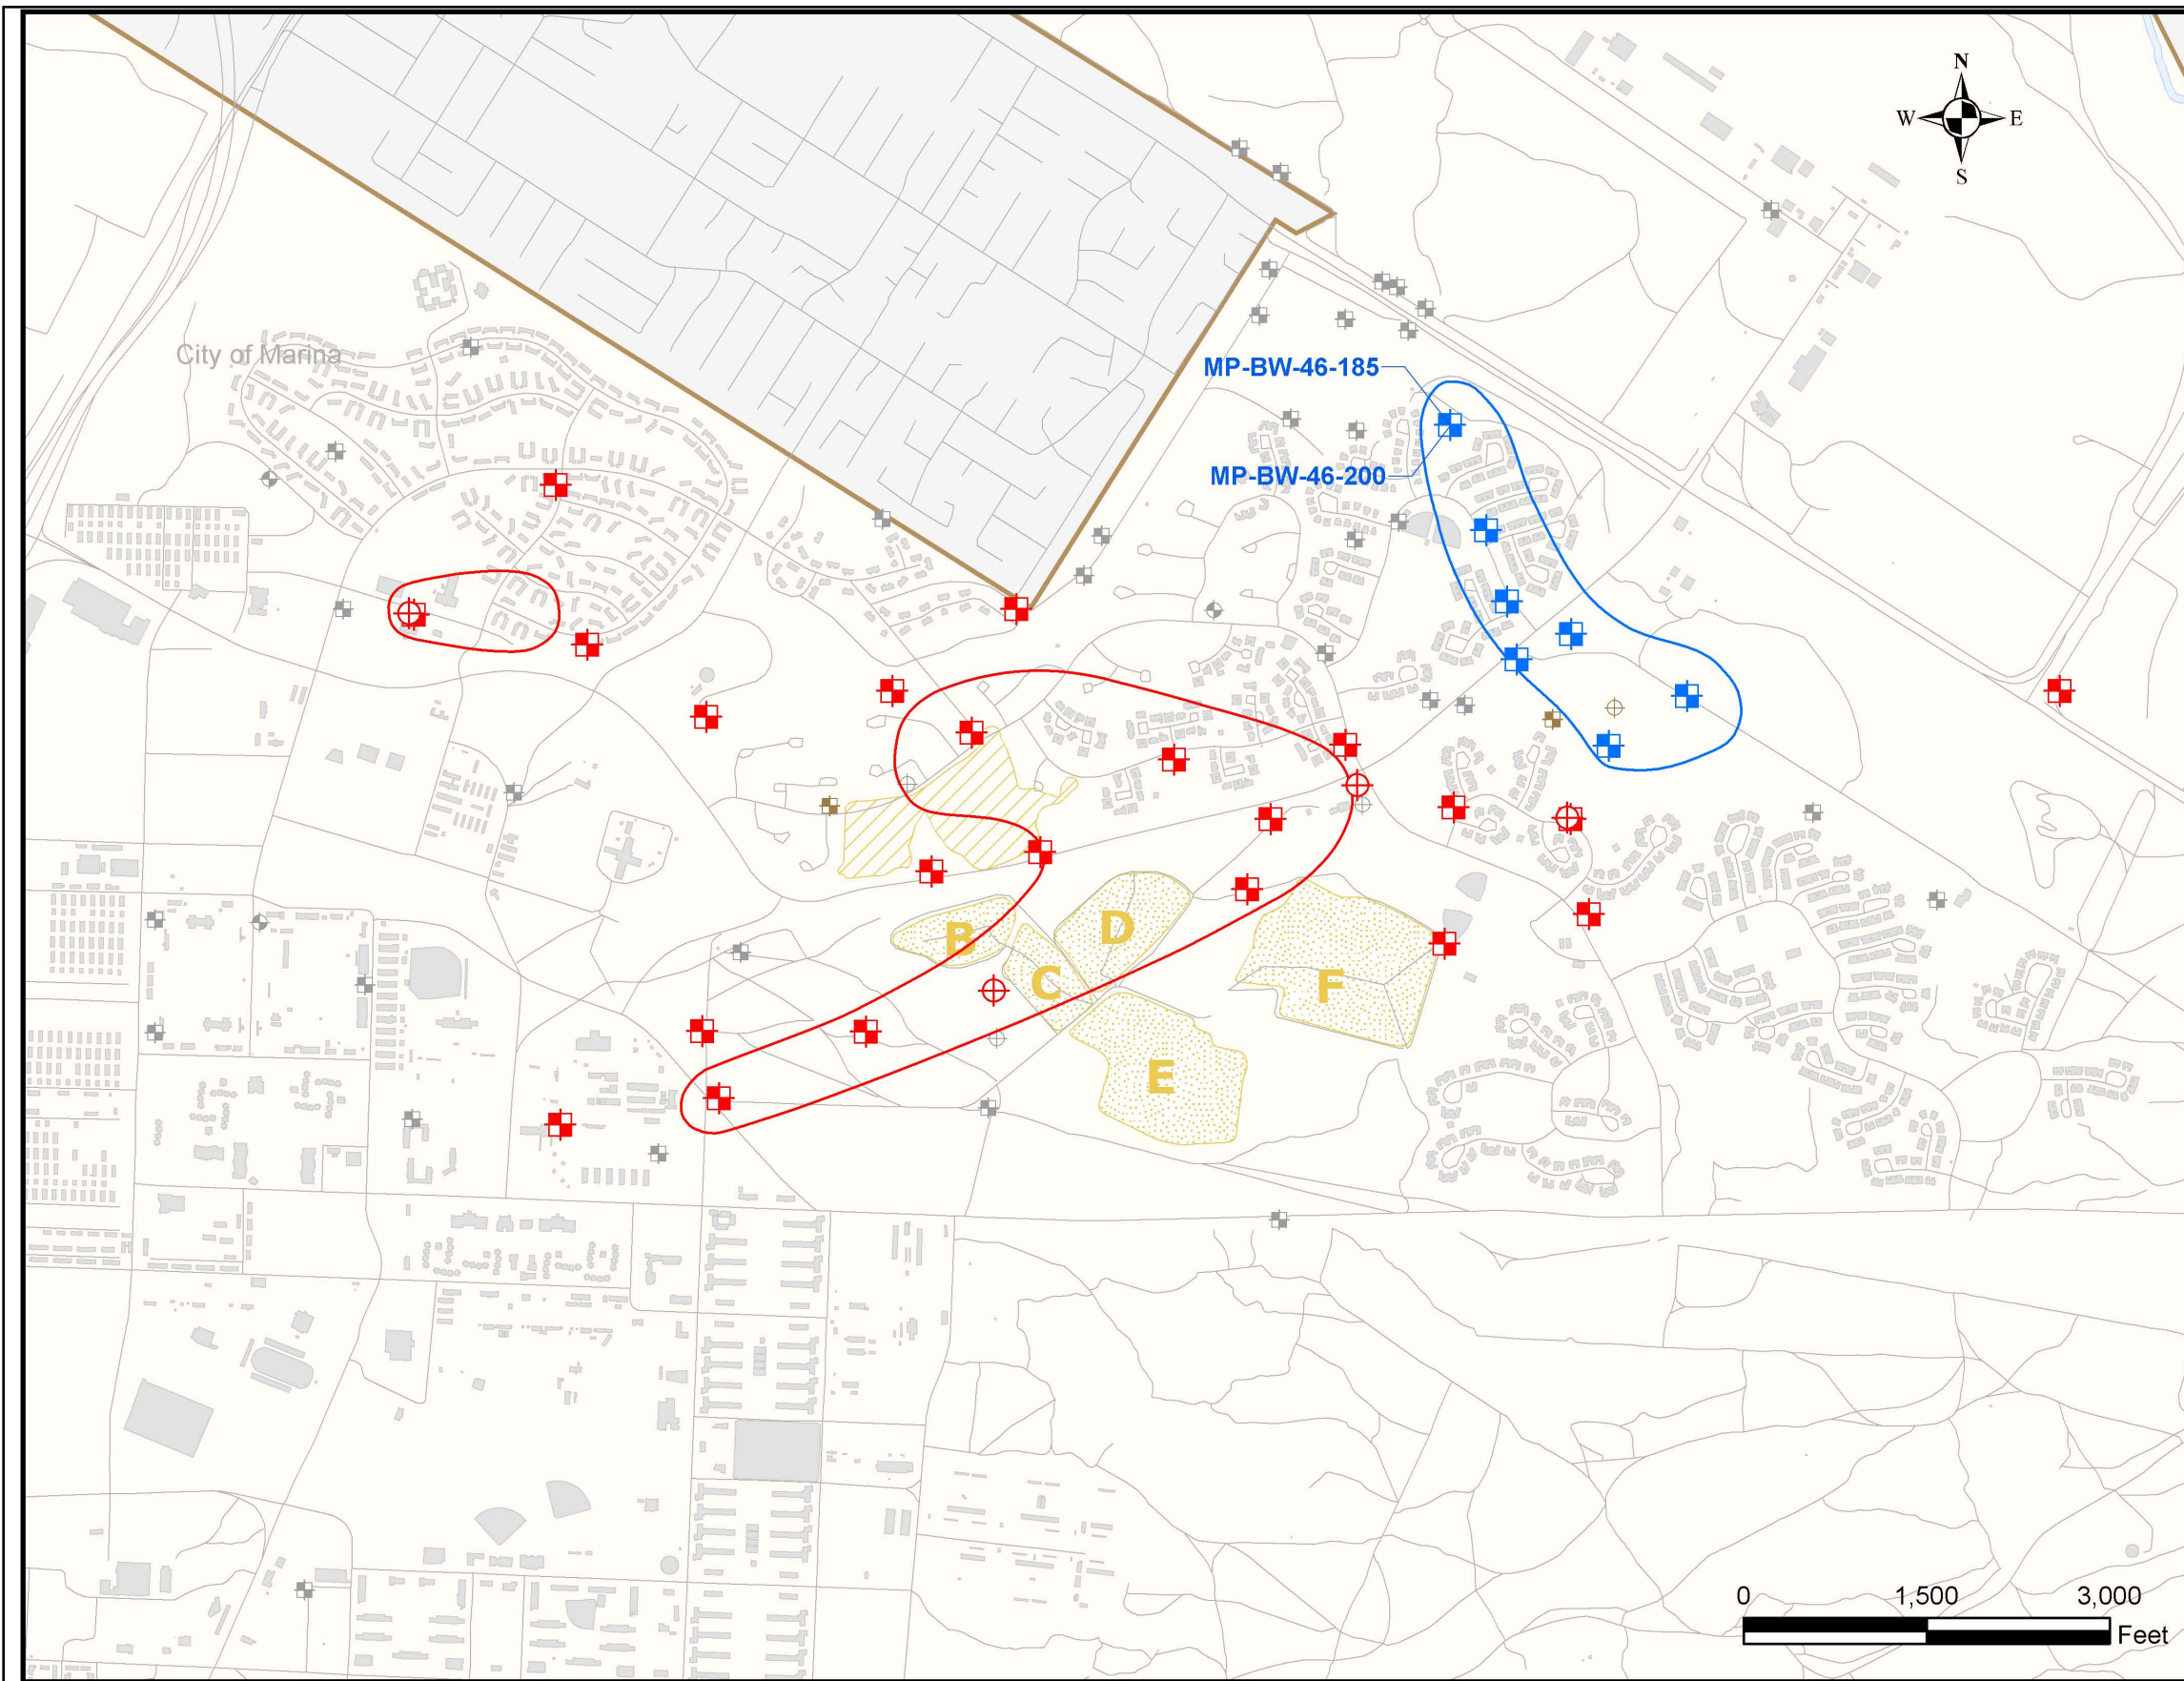 N
W E
S
City of Marina
MP-BW-46-185
MP-BW-46-200
B
D
C
F
E
0 1,500 3,000
Feet